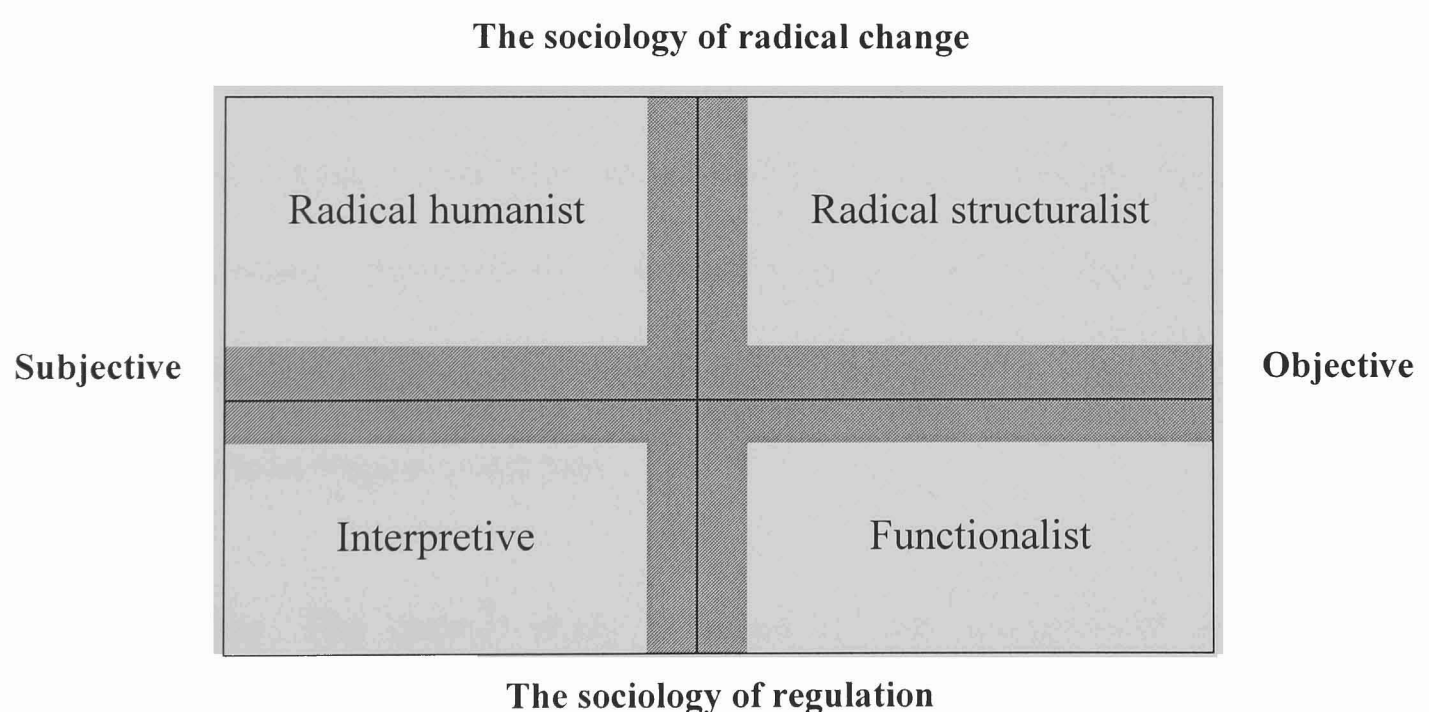 The sociology of radical change
Radical humanist
Radical structuralist
Subjective
Objective
Interpretive
Functionalist
The sociology of regulation